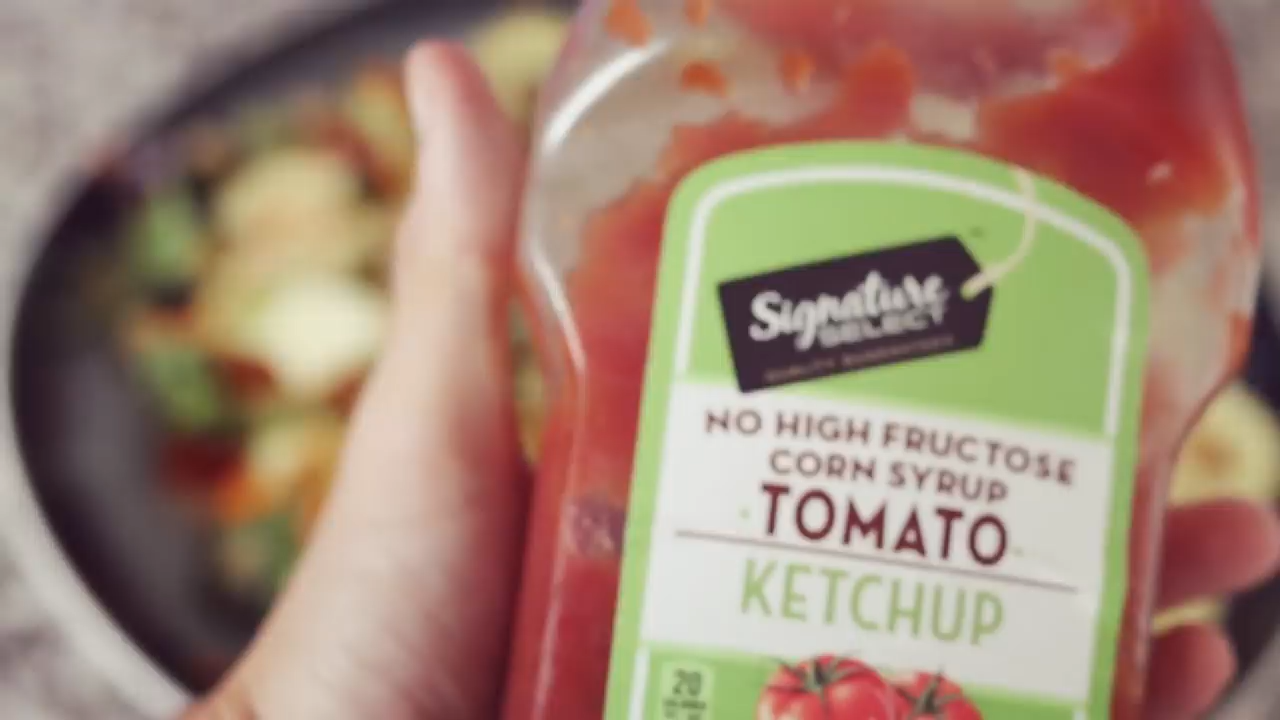 Signature
SELECT
NO HIGH FRUCTOSE
CORN SYRUP
TOMATO
KETCHUP
20